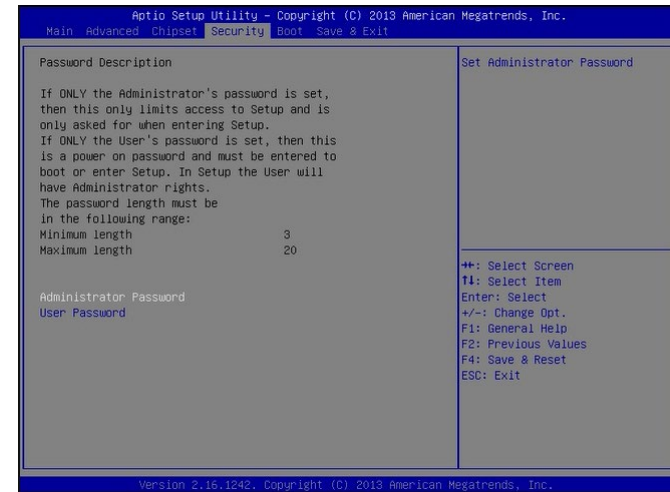 Aptio Setup Utility – Copyright (C) 2013 American Megatrends, Inc.
Main Advanced Chipset Security Boot Save & Exit
Password Description
If ONLY the Administrator's password is set,
then this only limits access to Setup and is
only asked for when entering Setup.
If ONLY the User's password is set, then this
is a power on password and must be entered to
boot or enter Setup. In Setup the User will
have Administrator rights.
The password length must be
in the following range:
Minimum length 3
Maximum length 20
Administrator Password
User Password
Set Administrator Password
→←: Select Screen
↑↓: Select Item
Enter: Select
+/-: Change Opt.
F1: General Help
F2: Previous Values
F4: Save & Reset
ESC: Exit
Version 2.16.1242. Copyright (C) 2013 American Megatrends, Inc.